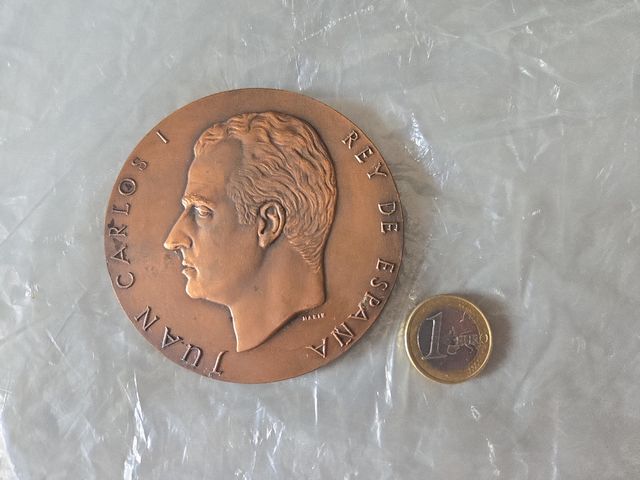 JUAN CARLOS I
REY DE ESPAÑA
1
EURO